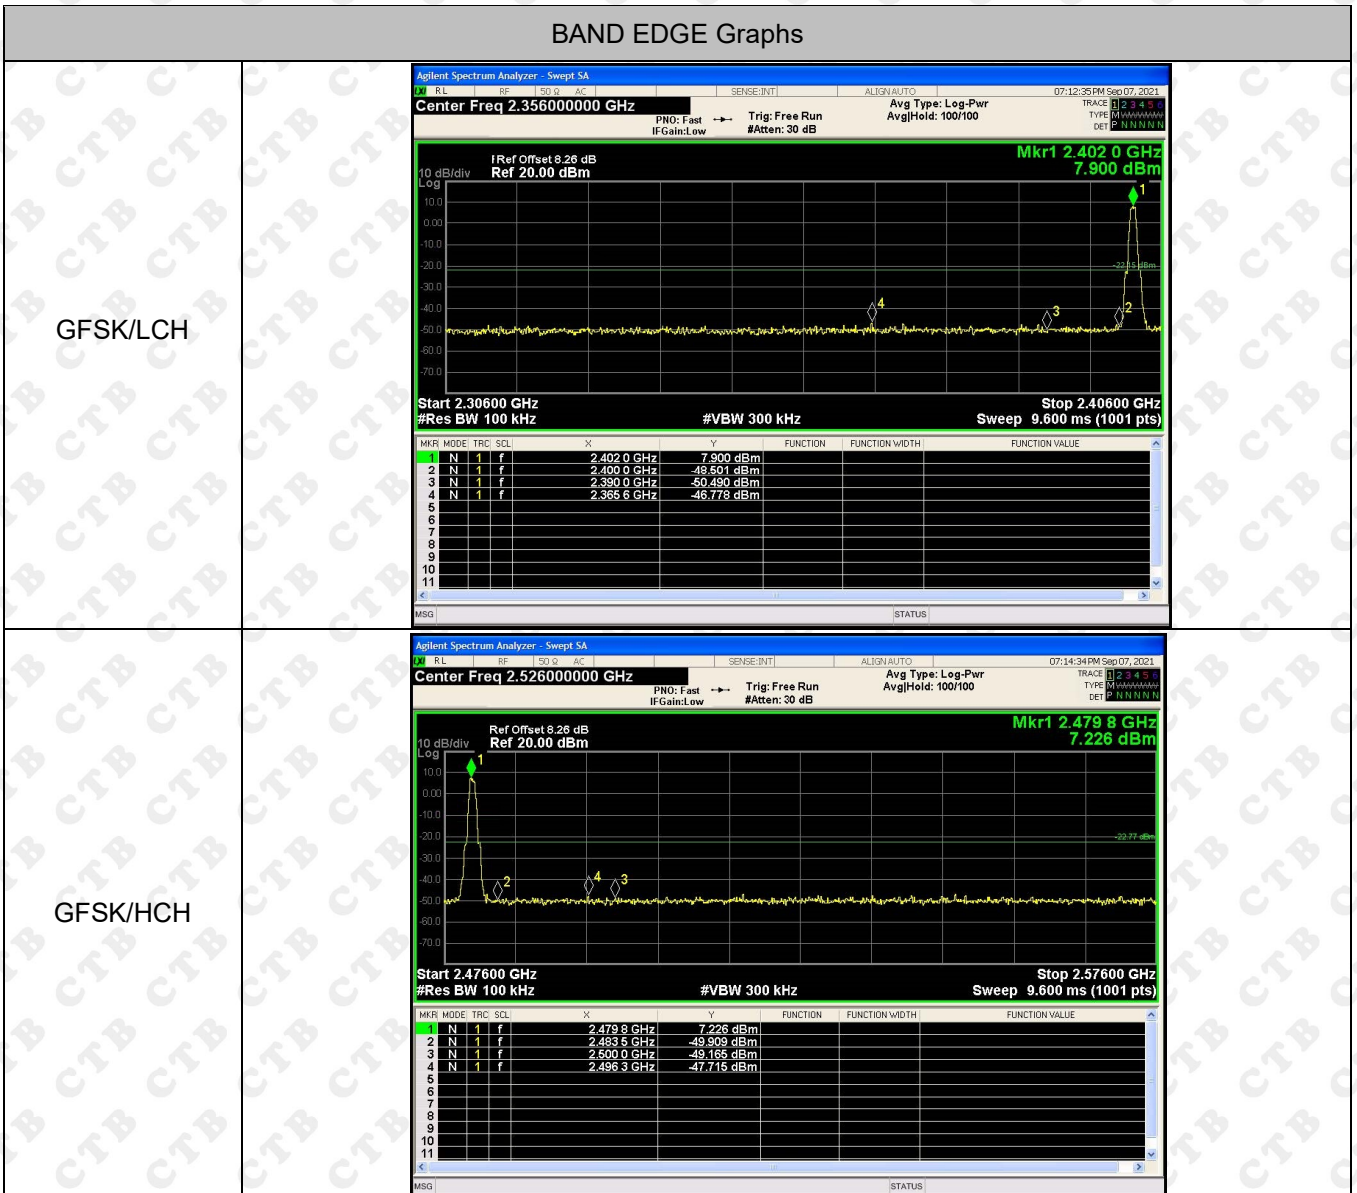 BAND EDGE Graphs
GFSK/LCH
Agilent Spectrum Analyzer - Swept SA
LXI RL RF 50 Ω AC SENSE:INT ALIGN AUTO 07:12:35 PM Sep 07, 2021
Center Freq 2.356000000 GHz
PNO: Fast
IFGain:Low
Trig: Free Run
#Atten: 30 dB
Avg Type: Log-Pwr
Avg|Hold: 100/100
TRACE 1 2 3 4 5 6
TYPE M
DET P N N N N N
Mkr1 2.402 0 GHz
7.900 dBm
Ref Offset 8.26 dB
10 dB/div Ref 20.00 dBm
Log
10.0
0.00
-10.0
-20.0
-30.0
-40.0
-50.0
-60.0
-70.0
1
-22.15 dBm
4
3
2
Start 2.30600 GHz Stop 2.40600 GHz
#Res BW 100 kHz #VBW 300 kHz Sweep 9.600 ms (1001 pts)
MKR MODE TRC SCL X Y FUNCTION FUNCTION WIDTH FUNCTION VALUE
1 N 1 f 2.402 0 GHz 7.900 dBm
2 N 1 f 2.400 0 GHz -48.501 dBm
3 N 1 f 2.390 0 GHz -50.490 dBm
4 N 1 f 2.365 6 GHz -46.778 dBm
5
6
7
8
9
10
11
MSG STATUS
GFSK/HCH
Agilent Spectrum Analyzer - Swept SA
LXI RL RF 50 Ω AC SENSE:INT ALIGN AUTO 07:14:34 PM Sep 07, 2021
Center Freq 2.526000000 GHz
PNO: Fast
IFGain:Low
Trig: Free Run
#Atten: 30 dB
Avg Type: Log-Pwr
Avg|Hold: 100/100
TRACE 1 2 3 4 5 6
TYPE M
DET P N N N N N
Mkr1 2.479 8 GHz
7.226 dBm
Ref Offset 8.26 dB
10 dB/div Ref 20.00 dBm
Log
10.0
0.00
-10.0
-20.0
-30.0
-40.0
-50.0
-60.0
-70.0
1
-22.77 dBm
2
4
3
Start 2.47600 GHz Stop 2.57600 GHz
#Res BW 100 kHz #VBW 300 kHz Sweep 9.600 ms (1001 pts)
MKR MODE TRC SCL X Y FUNCTION FUNCTION WIDTH FUNCTION VALUE
1 N 1 f 2.479 8 GHz 7.226 dBm
2 N 1 f 2.483 5 GHz -49.909 dBm
3 N 1 f 2.500 0 GHz -49.165 dBm
4 N 1 f 2.496 3 GHz -47.715 dBm
5
6
7
8
9
10
11
MSG STATUS